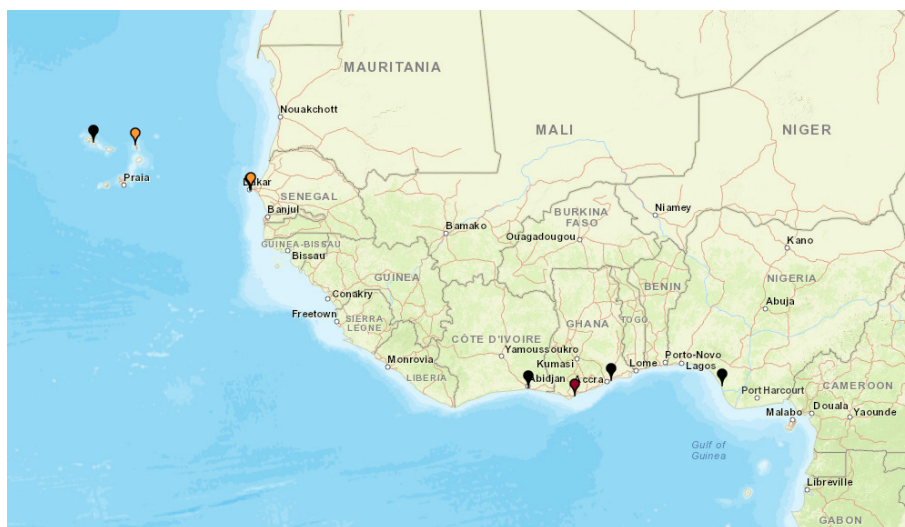 MAURITANIA
Nouakchott
MALI
NIGER
Praia
Dakar
SENEGAL
Banjul
BURKINA
FASO
Niamey
Bamako
Ouagadougou
Kano
GUINEA-BISSAU
Bissau
GUINEA
NIGERIA
BENIN
Conakry
Abuja
Freetown
SIERRA
LEONE
GHANA
TOGO
CÔTE D'IVOIRE
Yamoussoukro
Kumasi
Monrovia
LIBERIA
Abidjan
Accra
Lome
Porto-Novo
Lagos
Port Harcourt
CAMEROON
Malabo
Douala
Yaounde
Gulf of
Guinea
Libreville
GABON